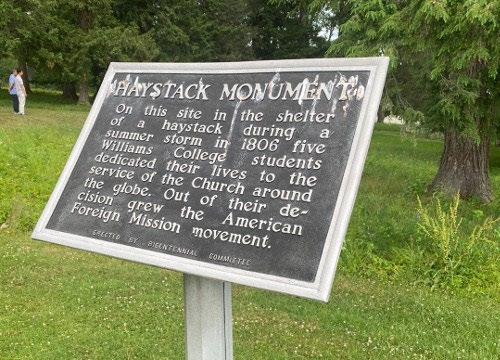 HAYSTACK MONUMENT
On this site in the shelter
of a haystack during a
summer storm in 1806 five
Williams College students
dedicated their lives to the
service of the Church around
the globe. Out of their de-
cision grew the American
Foreign Mission movement.
ERECTED BY BICENTENNIAL COMMITTEE